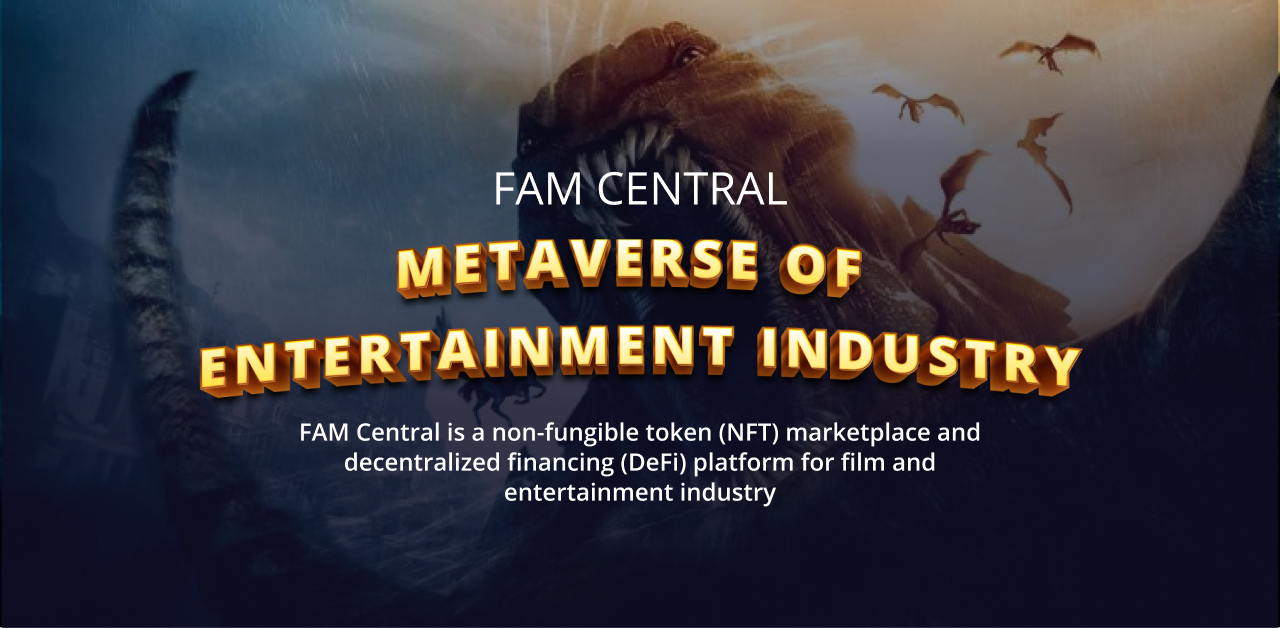 FAM CENTRAL
METAVERSE OF
ENTERTAINMENT INDUSTRY
FAM Central is a non-fungible token (NFT) marketplace and
decentralized financing (DeFi) platform for film and
entertainment industry